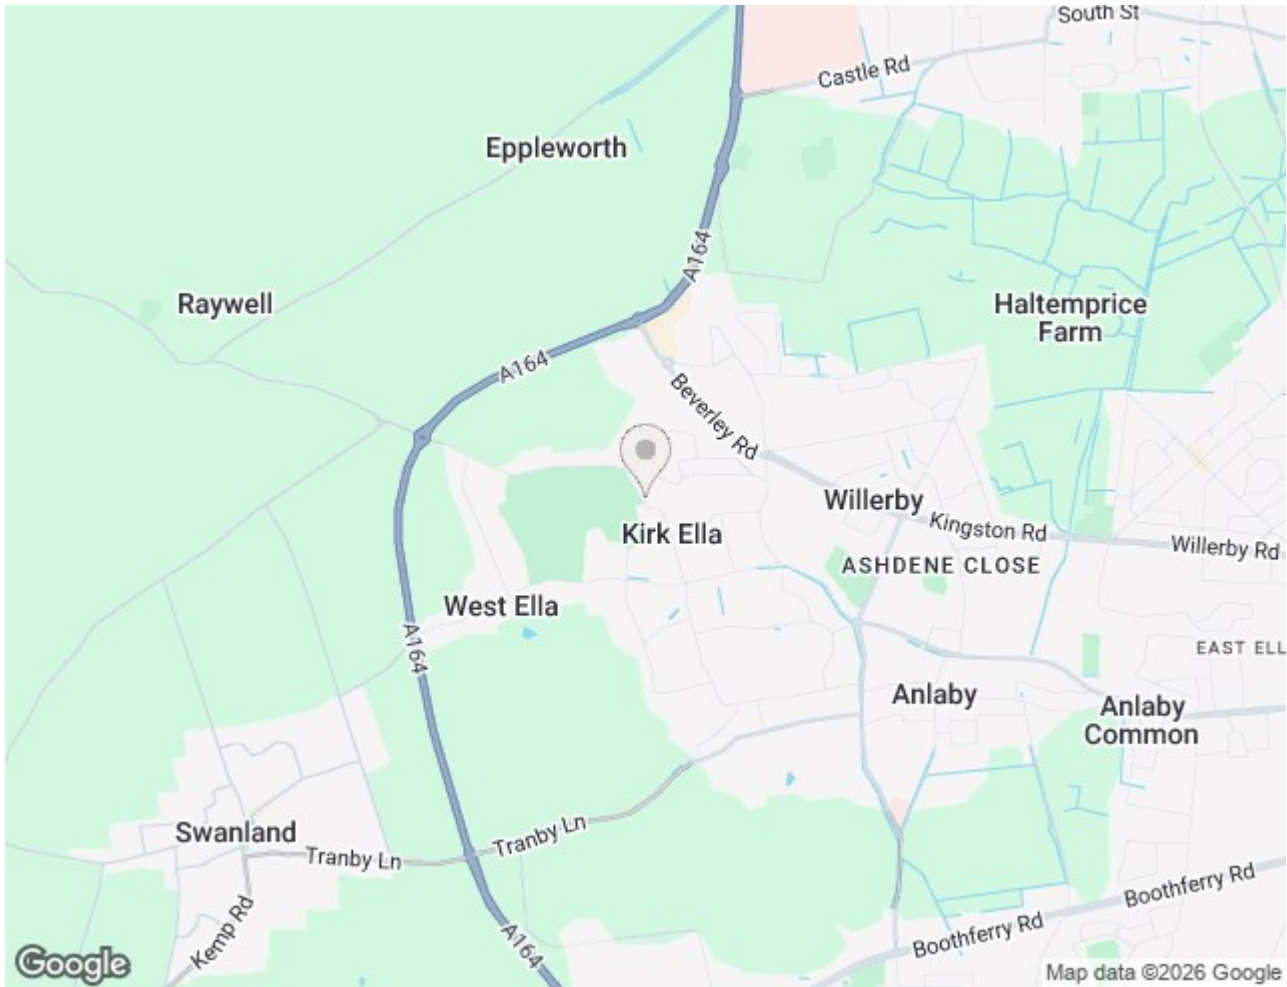 South St
Castle Rd
Eppleworth
A164
Raywell
Haltemprice
Farm
A164
Beverley Rd
Willerby
Kingston Rd
Kirk Ella
Willerby Rd
ASHDENE CLOSE
West Ella
A164
EAST ELL
Anlaby
Anlaby
Common
Swanland
Tranby Ln
Tranby Ln
Boothferry Rd
Kemp Rd
A164
Boothferry Rd
Google
Map data ©2026 Google